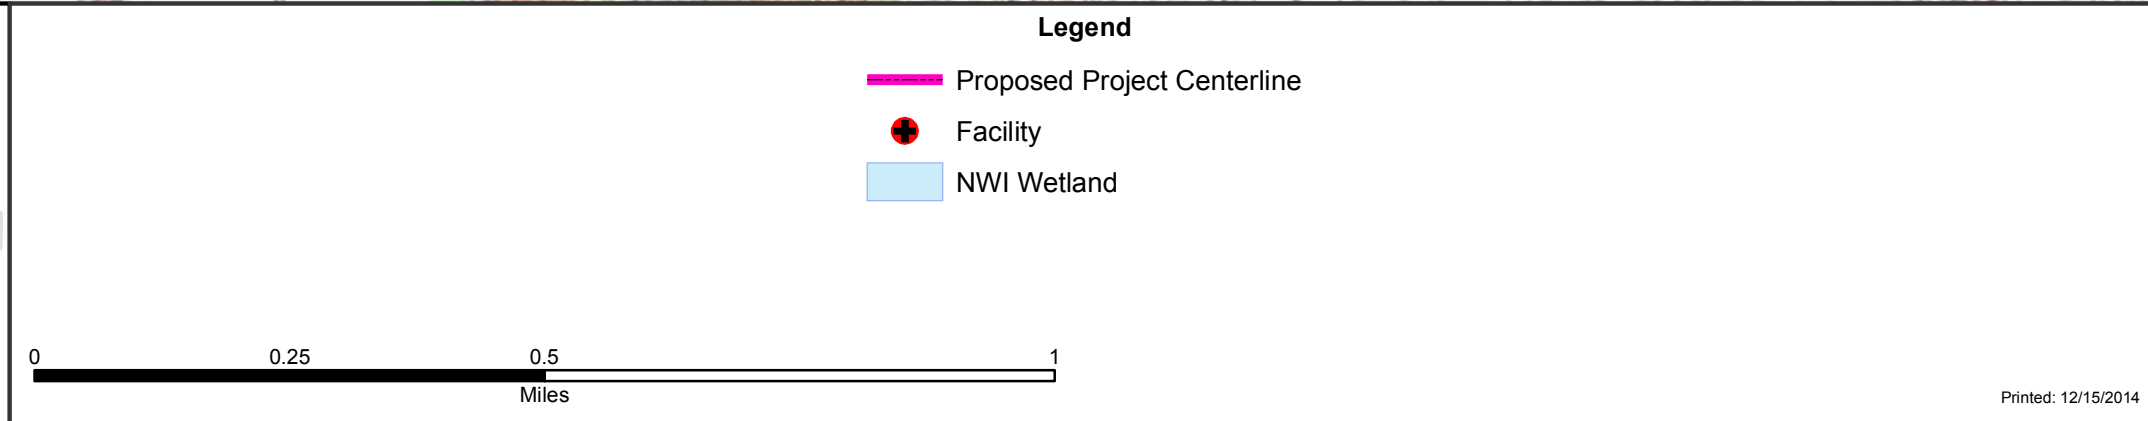 Legend
Proposed Project Centerline
Facility
NWI Wetland
0 0.25 0.5 1
Miles
Printed: 12/15/2014